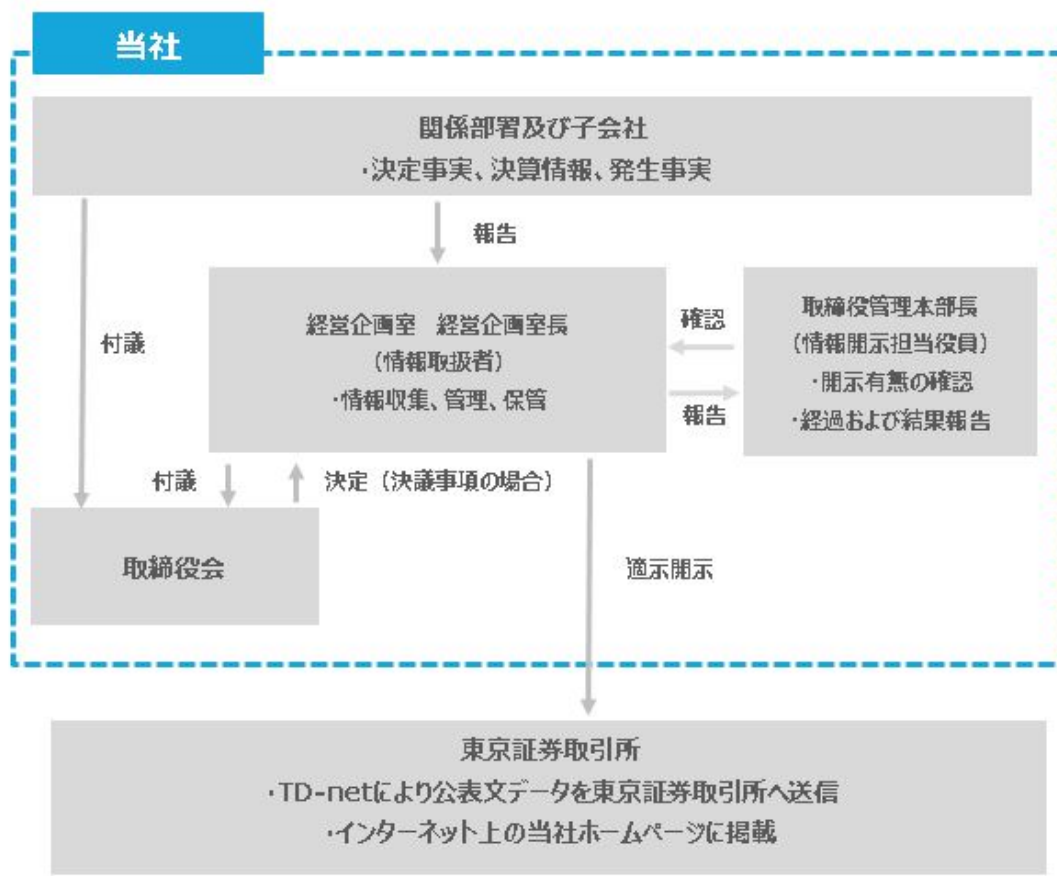 当社
関係部署及び子会社
・決定事実、決算情報、発生事実
報告
付議
経営企画室　経営企画室長
（情報取扱者）
・情報収集、管理、保管
確認
報告
取締役管理本部長
（情報開示担当役員）
・開示有無の確認
・経過および結果報告
付議
決定（決議事項の場合）
取締役会
適示開示
東京証券取引所
・TD-netにより公表文データを東京証券取引所へ送信
・インターネット上の当社ホームページに掲載